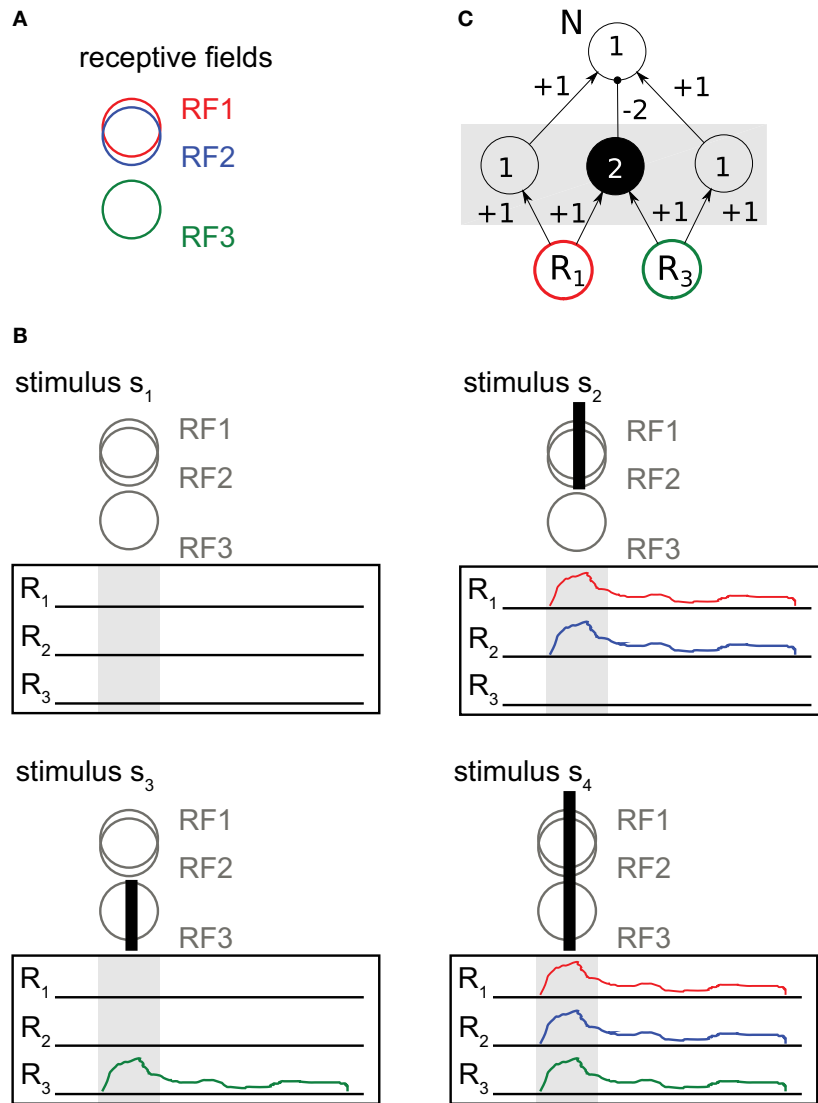 A
receptive fields
RF1
RF2
RF3
C
N
1
+1
+1
-2
1
2
1
+1
+1
+1
+1
R1
R3
B
stimulus s1
RF1
RF2
RF3
R1
R2
R3
stimulus s2
RF1
RF2
RF3
R1
R2
R3
stimulus s3
RF1
RF2
RF3
R1
R2
R3
stimulus s4
RF1
RF2
RF3
R1
R2
R3